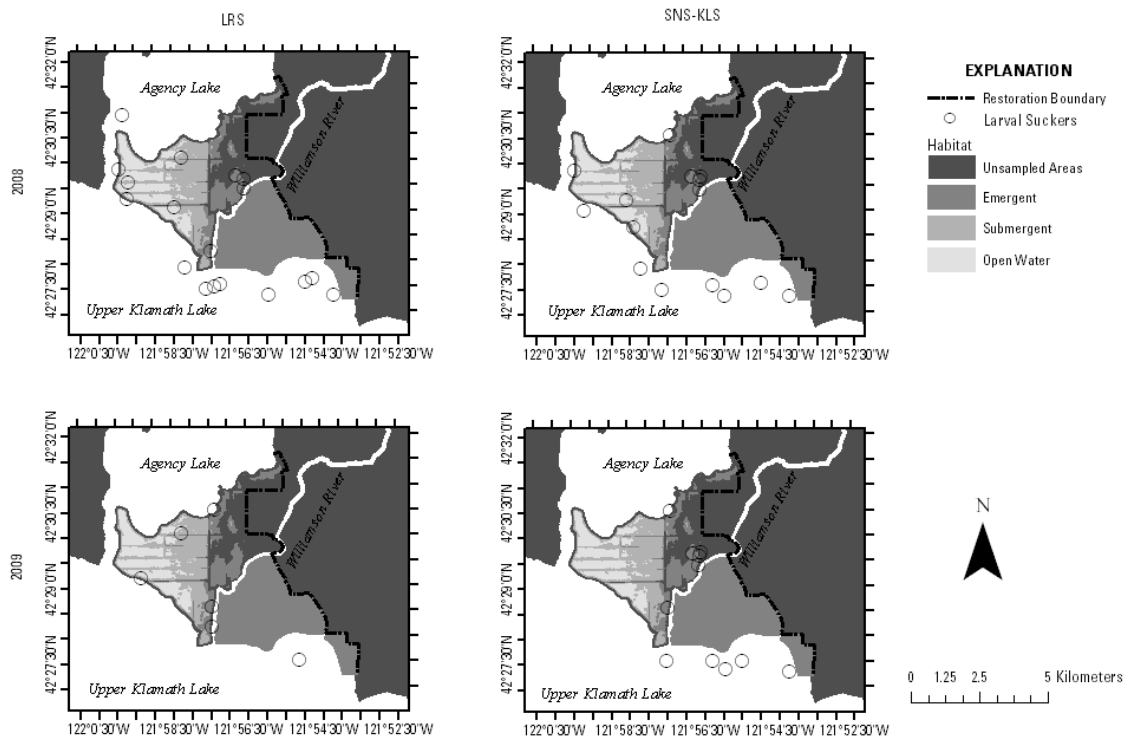 LRS
SNS-KLS
2008
42°32'0"N
42°30'30"N
42°29'0"N
42°27'30"N
Agency Lake
Williamson River
Upper Klamath Lake
122°0'30"W 121°58'30"W 121°56'30"W 121°54'30"W 121°52'30"W
42°32'0"N
42°30'30"N
42°29'0"N
42°27'30"N
Agency Lake
Williamson River
Upper Klamath Lake
122°0'30"W 121°58'30"W 121°56'30"W 121°54'30"W 121°52'30"W
EXPLANATION
Restoration Boundary
Larval Suckers
Habitat
Unsampled Areas
Emergent
Submergent
Open Water
2009
42°32'0"N
42°30'30"N
42°29'0"N
42°27'30"N
Agency Lake
Williamson River
Upper Klamath Lake
122°0'30"W 121°58'30"W 121°56'30"W 121°54'30"W 121°52'30"W
42°32'0"N
42°30'30"N
42°29'0"N
42°27'30"N
Agency Lake
Williamson River
Upper Klamath Lake
122°0'30"W 121°58'30"W 121°56'30"W 121°54'30"W 121°52'30"W
N
0 1.25 2.5 5 Kilometers